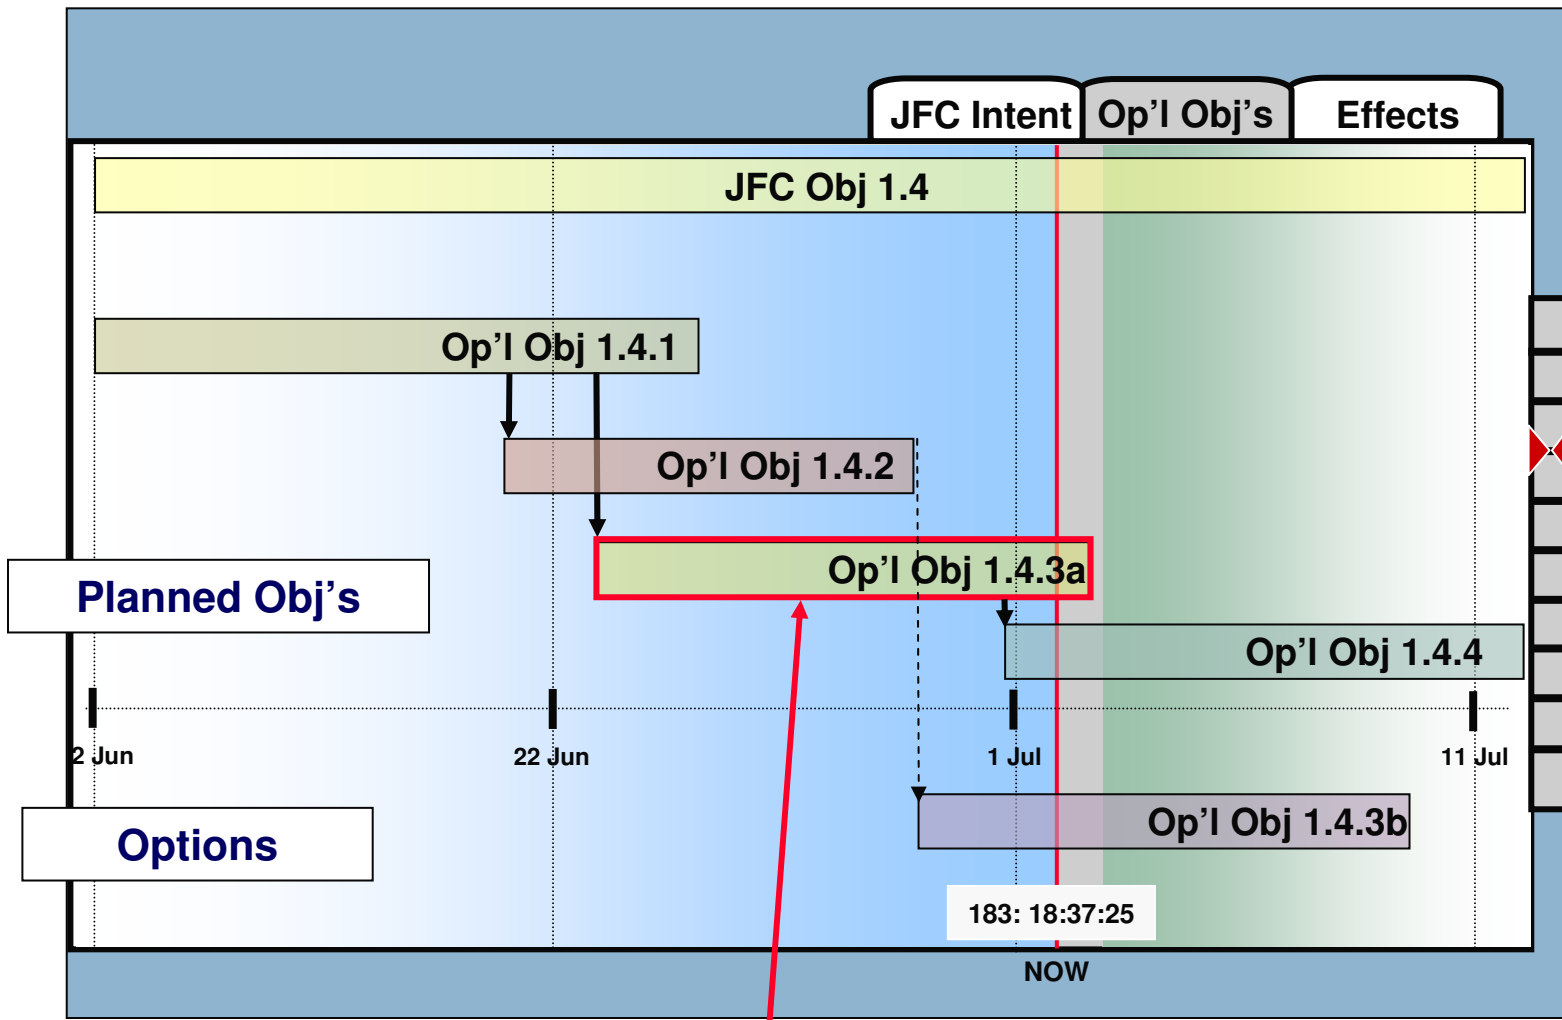 JFC Intent
Op’l Obj’s
Effects
JFC Obj 1.4
Op’l Obj 1.4.1
Op’l Obj 1.4.2
Op’l Obj 1.4.3a
Planned Obj’s
Op’l Obj 1.4.4
2 Jun
22 Jun
1 Jul
11 Jul
Op’l Obj 1.4.3b
Options
183: 18:37:25
NOW